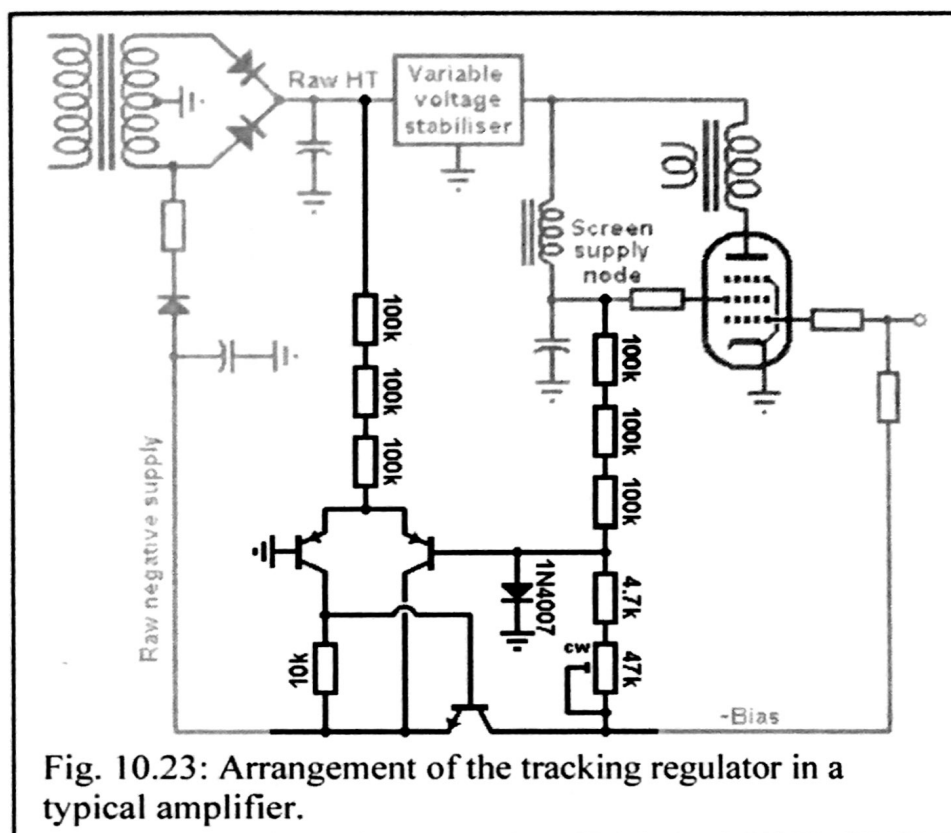 Raw HT
Variable
voltage
stabiliser
Screen
supply
node
100k
100k
100k
100k
100k
100k
Raw negative supply
1N4007
4.7k
cw
47k
10k
-Bias
Fig. 10.23: Arrangement of the tracking regulator in a
typical amplifier.